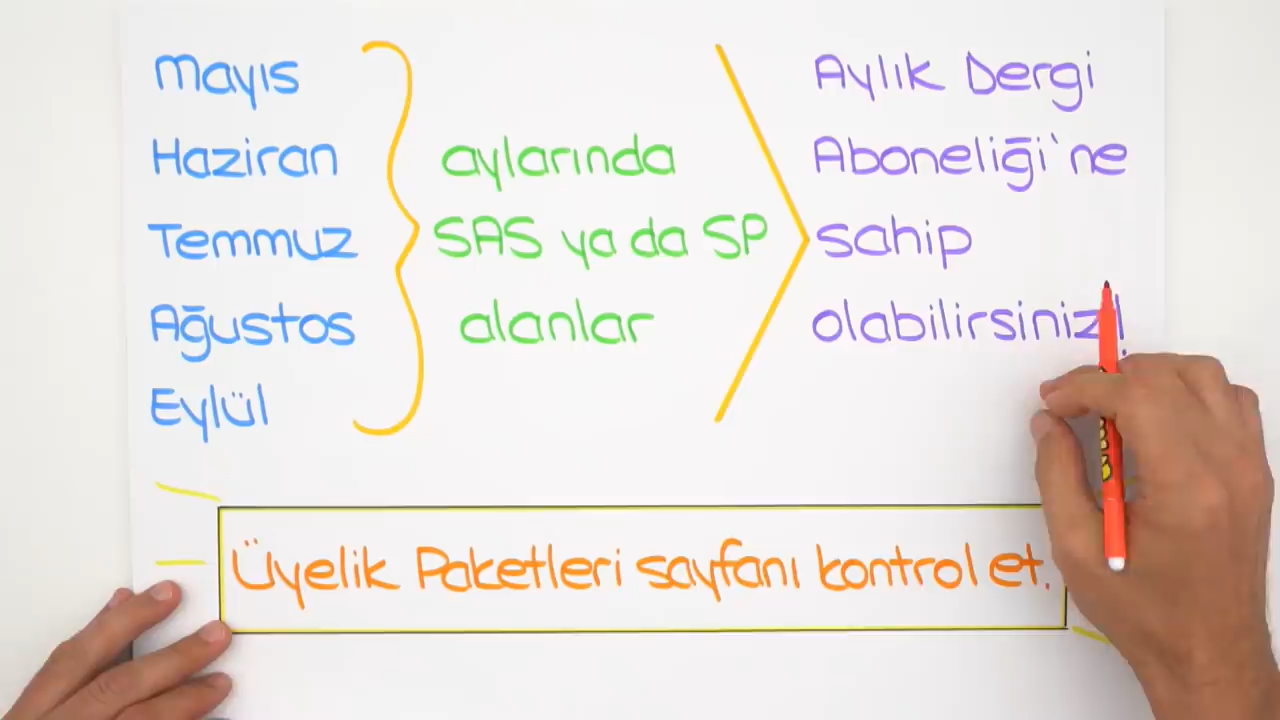 Mayıs
Haziran
Temmuz
Ağustos
Eylül
aylarında
SAS ya da SP
alanlar
Aylık Dergi
Aboneliği'ne
sahip
olabilirsiniz!
Üyelik Paketleri sayfanı kontrol et.